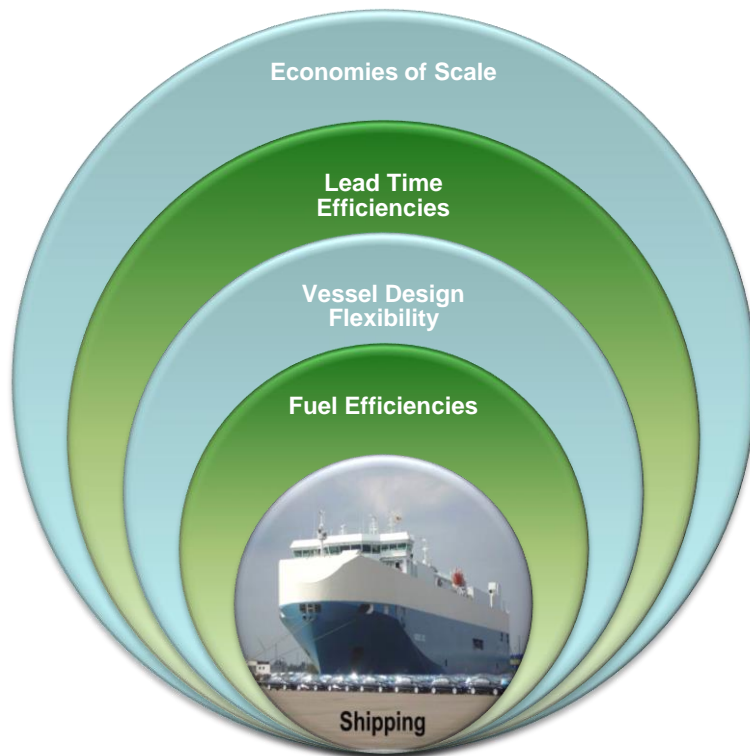 Economies of Scale
Lead Time
Efficiencies
Vessel Design
Flexibility
Fuel Efficiencies
Shipping